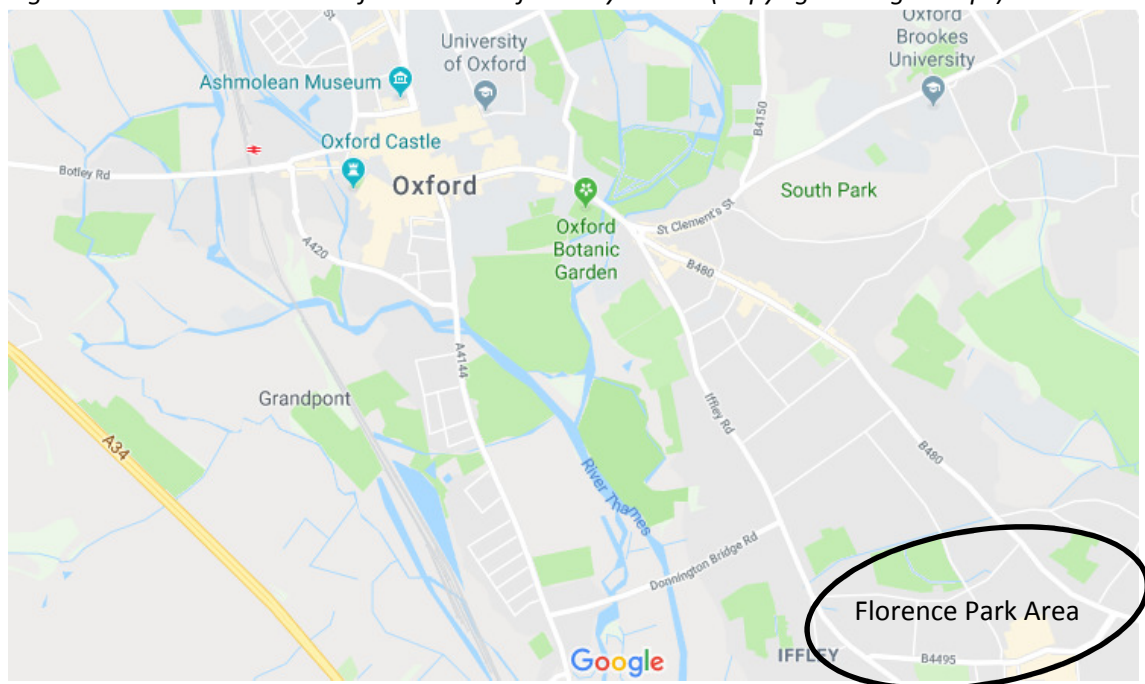 University
of Oxford
Ashmolean Museum
Oxford
Brookes
University
B4150
Oxford Castle
Botley Rd
Oxford
South Park
St Clement's St
Oxford
Botanic
Garden
A420
B480
A4144
Grandpont
Iffley Rd
A34
B480
River Thames
Donnington Bridge Rd
Florence Park Area
IFFLEY
B4495
Google